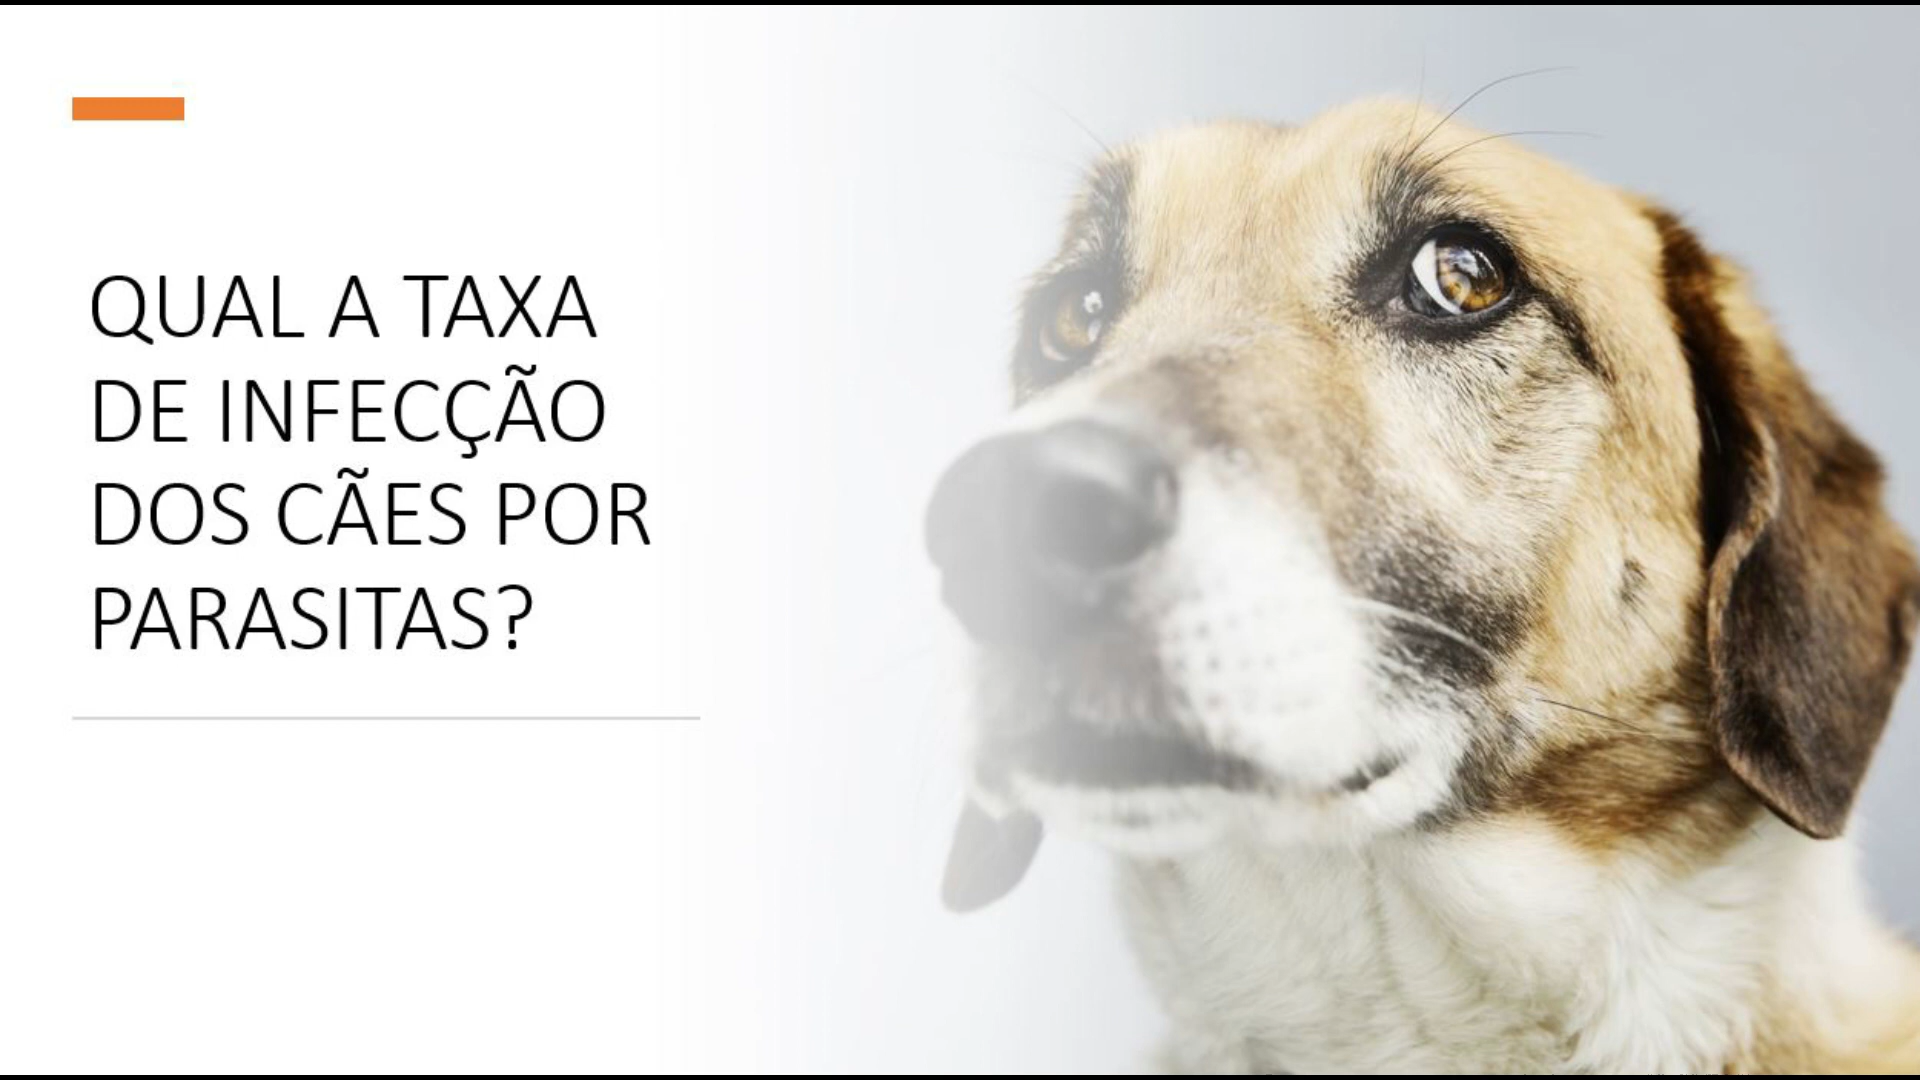 QUAL A TAXA
DE INFECÇÃO
DOS CÃES POR
PARASITAS?